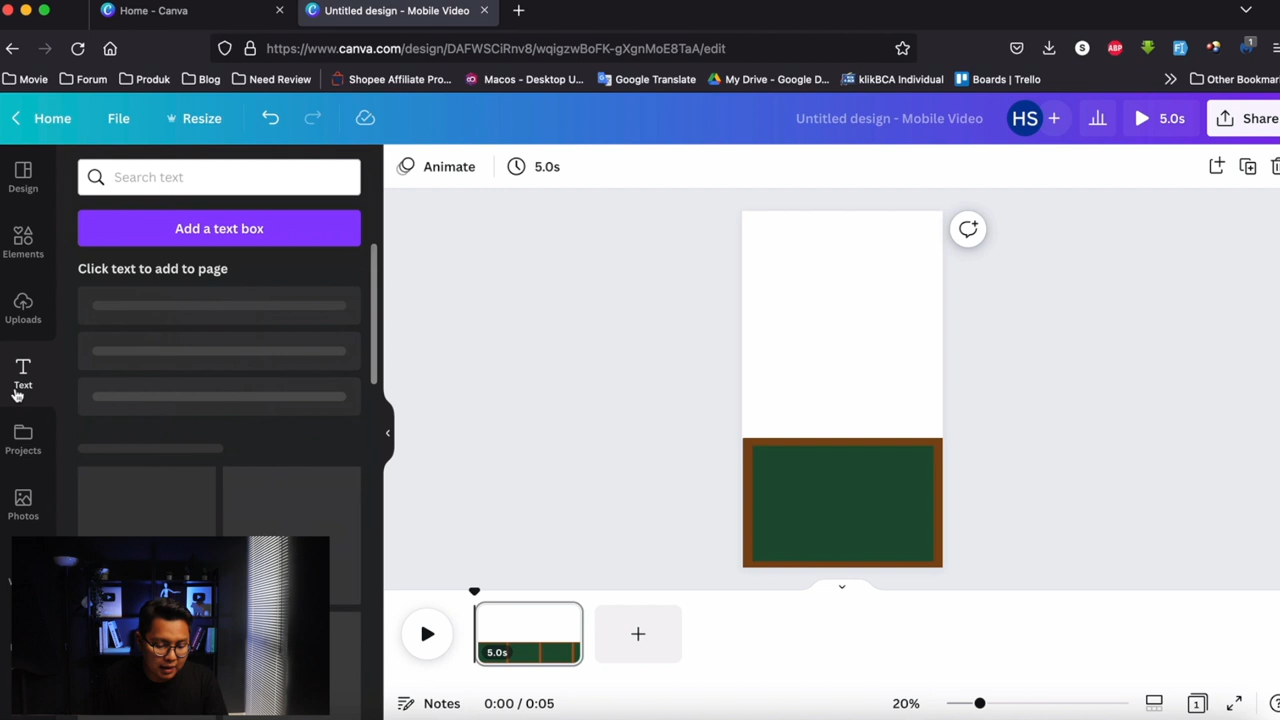 Home - Canva
Untitled design - Mobile Video
https://www.canva.com/design/DAFWSCiRnv8/wqigzwBoFK-gXgnMoE8TaA/edit
S
ABP
1
Movie
Forum
Produk
Blog
Need Review
Shopee Affiliate Pro...
Macos - Desktop U...
Google Translate
My Drive - Google D...
klikBCA Individual
Boards | Trello
Other Bookmar
Home
File
Resize
Untitled design - Mobile Video
HS
5.0s
Share
Design
Search text
Animate
5.0s
Add a text box
Elements
Click text to add to page
Uploads
Text
Projects
Photos
5.0s
Notes
0:00 / 0:05
20%
1